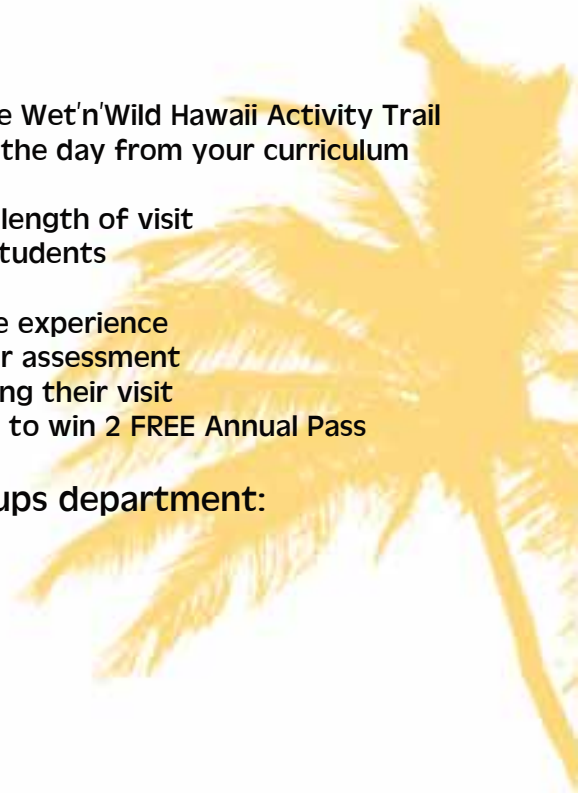 e Wet'n'Wild Hawaii Activity Trail
the day from your curriculum
length of visit
tudents
e experience
r assessment
ng their visit
to win 2 FREE Annual Pass
ups department: